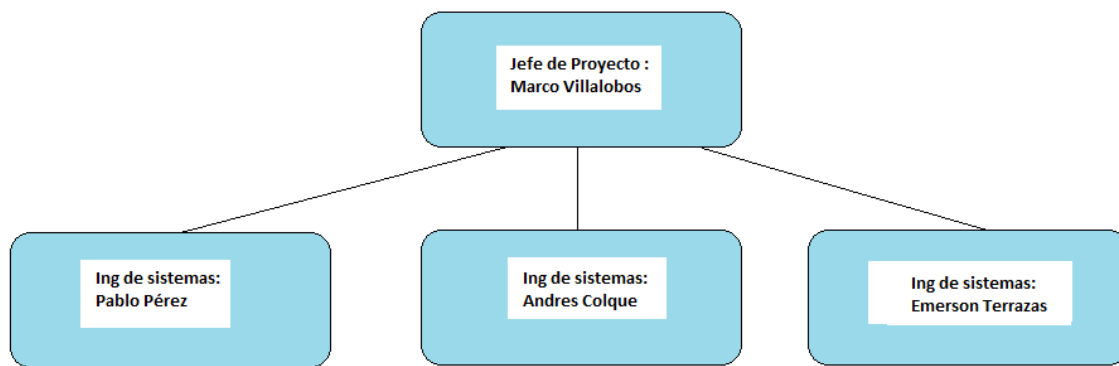 Jefe de Proyecto :
Marco Villalobos
Ing de sistemas:
Pablo Pérez
Ing de sistemas:
Andres Colque
Ing de sistemas:
Emerson Terrazas